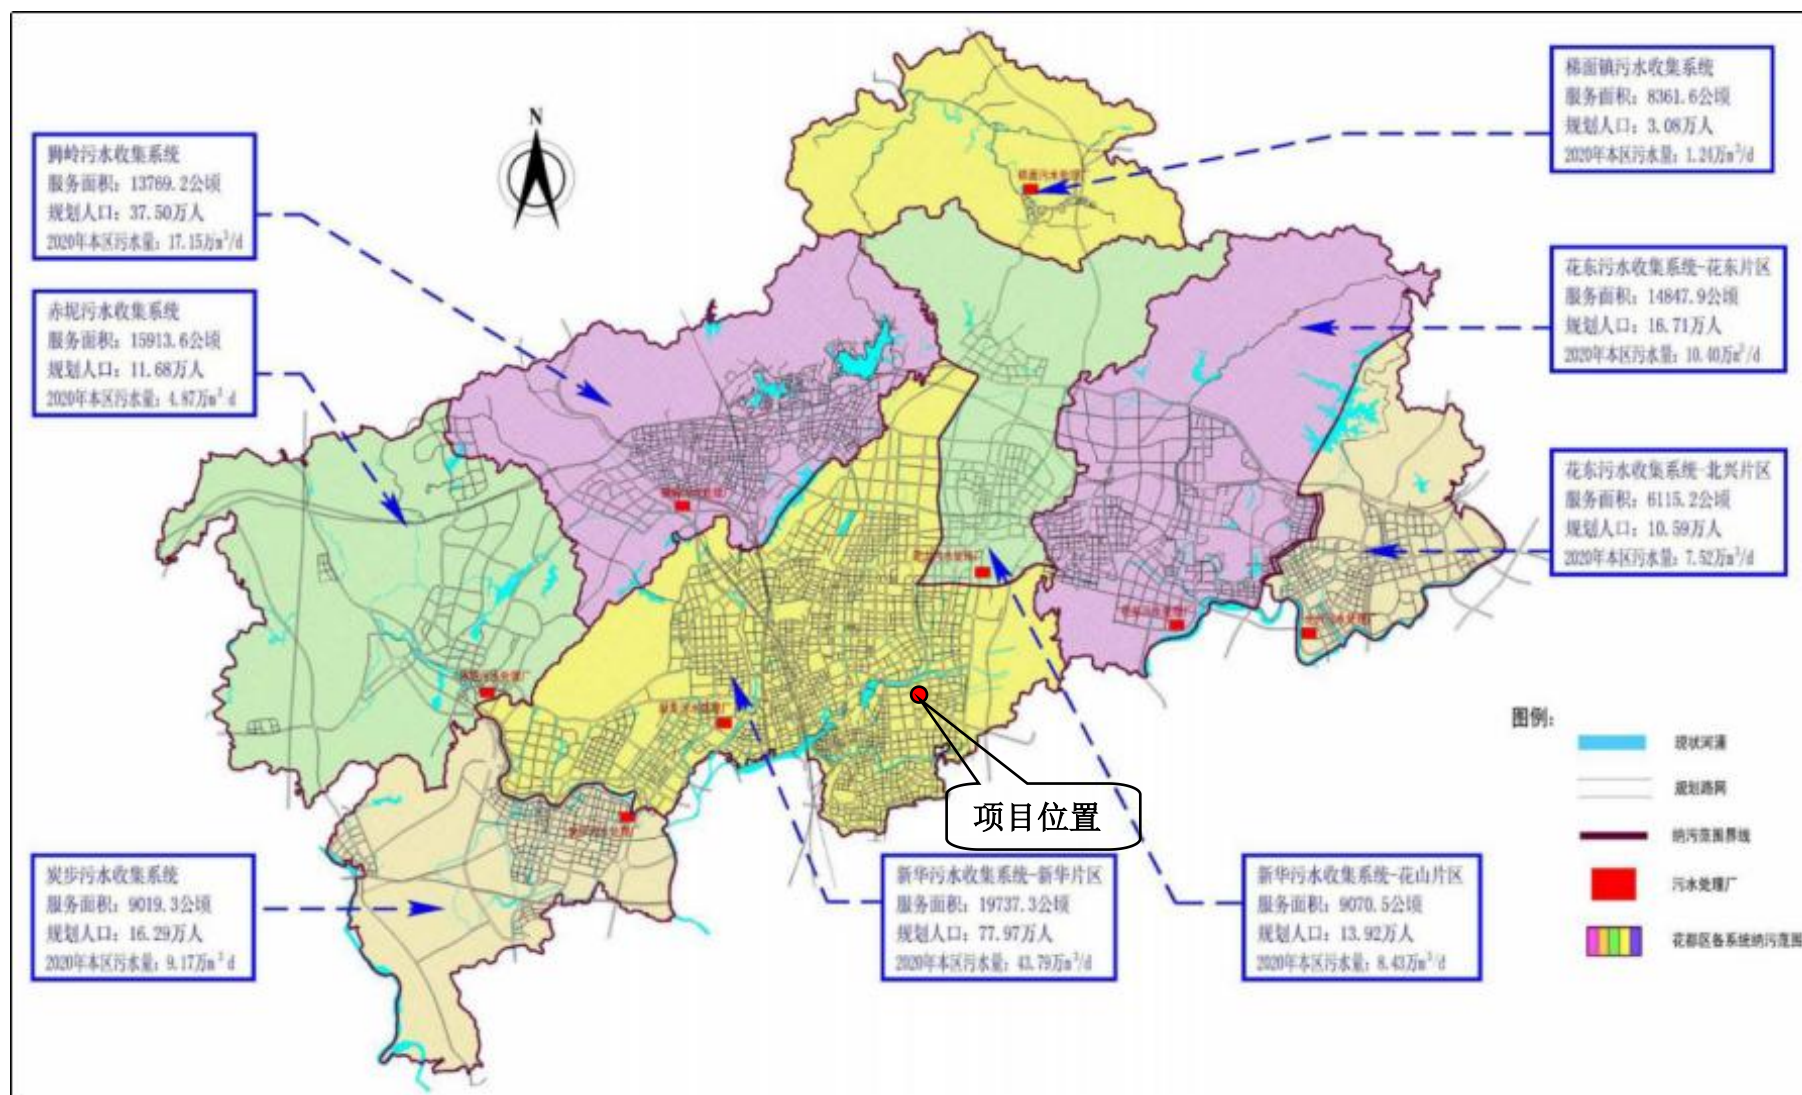 梯面镇污水收集系统
服务面积：8361.6公顷
规划人口：3.08万人
2020年本区污水量：1.24万m³/d
N
狮岭污水收集系统
服务面积：13769.2公顷
规划人口：37.50万人
2020年本区污水量：17.15万m³/d
梯面污水处理厂
花东污水收集系统-花东片区
服务面积：14847.9公顷
规划人口：16.71万人
2020年本区污水量：10.40万m³/d
赤坭污水收集系统
服务面积：15913.6公顷
规划人口：11.68万人
2020年本区污水量：4.87万m³ d
花东污水收集系统-北兴片区
服务面积：6115.2公顷
规划人口：10.59万人
2020年本区污水量：7.52万m³/d
项目位置
图例：
现状河涌
规划路网
纳污范围界线
污水处理厂
花都区各系统纳污范围
炭步污水收集系统
服务面积：9019.3公顷
规划人口：16.29万人
2020年本区污水量：9.17万m³ d
新华污水收集系统-新华片区
服务面积：19737.3公顷
规划人口：77.97万人
2020年本区污水量：43.79万m³/d
新华污水收集系统-花山片区
服务面积：9070.5公顷
规划人口：13.92万人
2020年本区污水量：8.43万m³/d